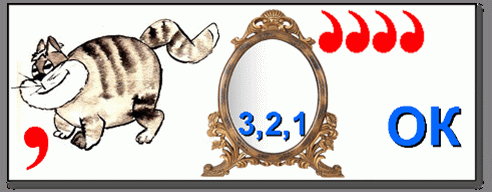 , 3,2,1 ,,,, ОК